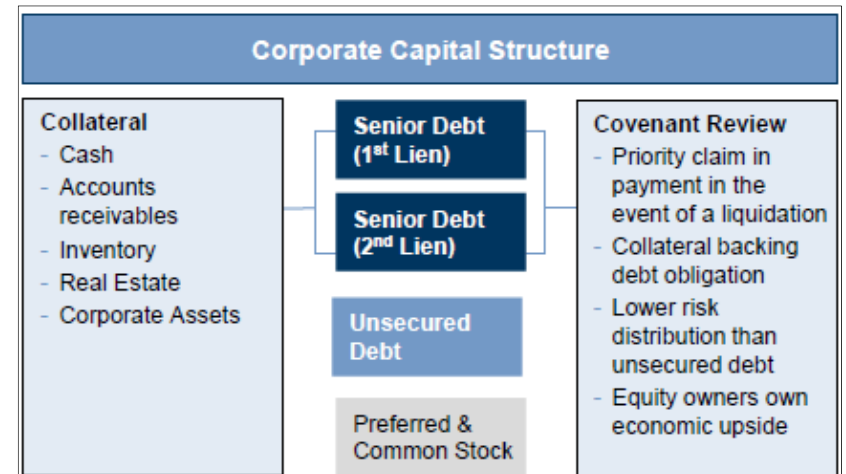 Corporate Capital Structure
Collateral
- Cash
- Accounts
receivables
- Inventory
- Real Estate
- Corporate Assets
Senior Debt
(1st Lien)
Senior Debt
(2nd Lien)
Unsecured
Debt
Preferred &
Common Stock
Covenant Review
- Priority claim in
payment in the
event of a liquidation
- Collateral backing
debt obligation
- Lower risk
distribution than
unsecured debt
- Equity owners own
economic upside